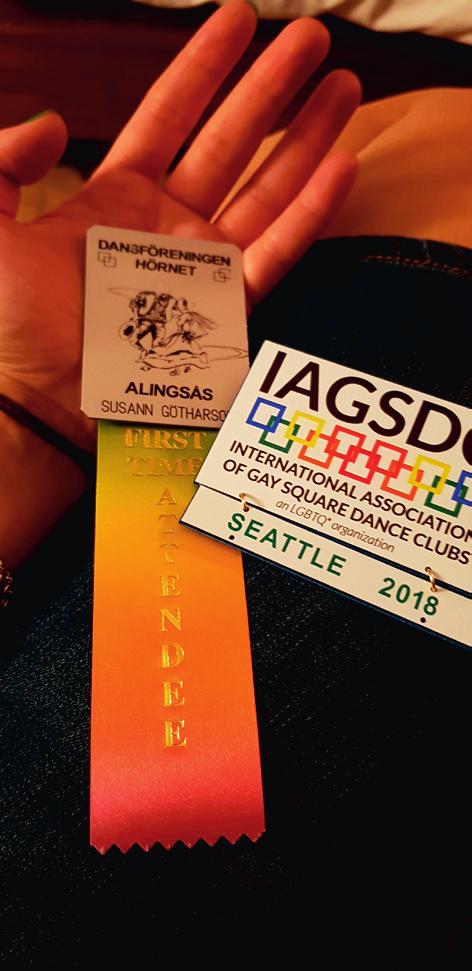 DANSFÖRENINGEN
HÖRNET
ALINGSÅS
SUSANN GÖTHARSO
FIRST
TIME
ATTENDEE
IAGSDC
INTERNATIONAL ASSOCIATION
OF GAY SQUARE DANCE CLUBS
an LGBTQ* organization
SEATTLE 2018